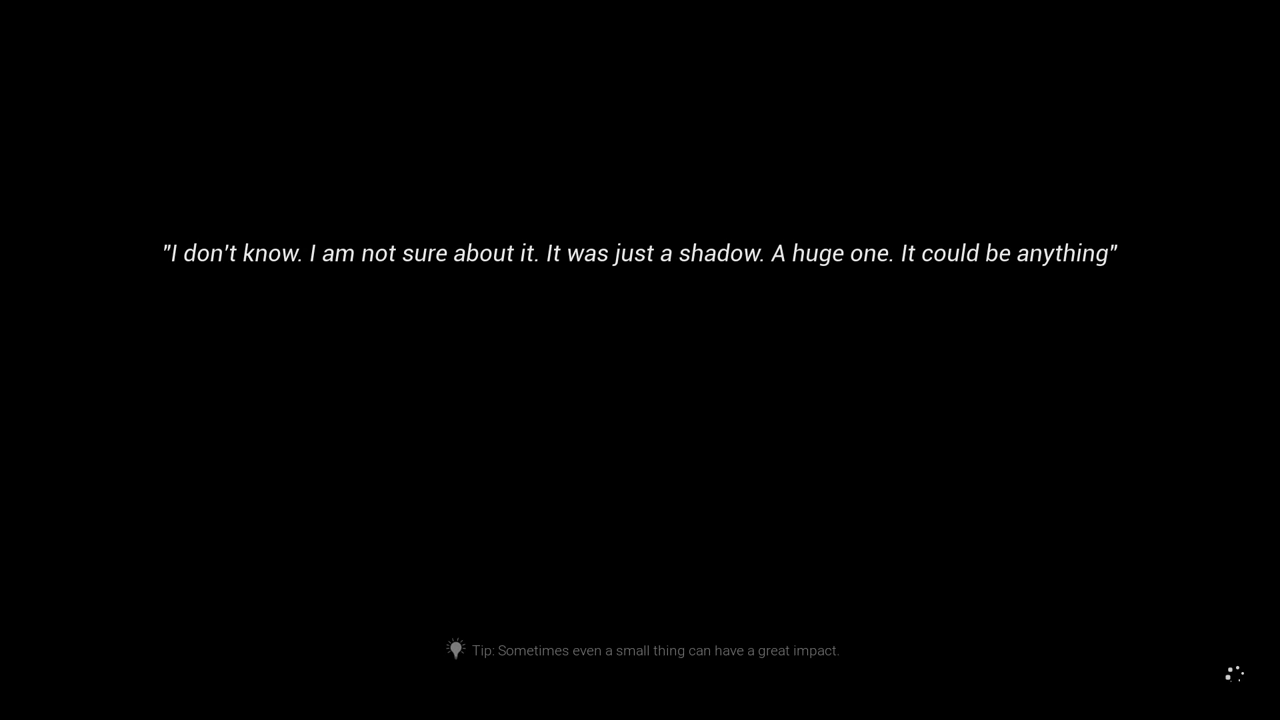 "I don't know. I am not sure about it. It was just a shadow. A huge one. It could be anything"
Tip: Sometimes even a small thing can have a great impact.